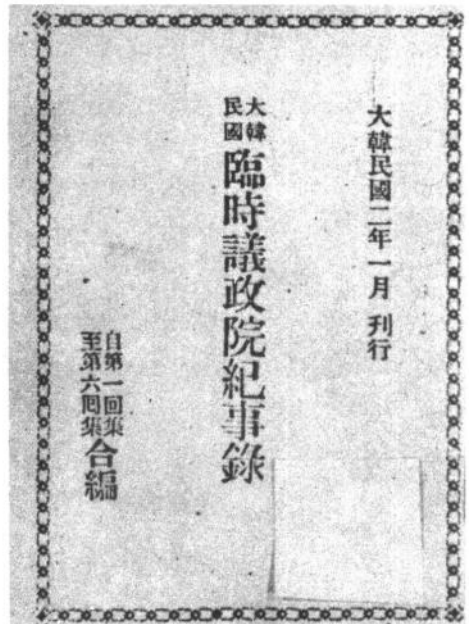 大韓民國二年一月 刊行
大韓
民國
臨時議政院紀事錄
自第一回集
至第六回集
合編